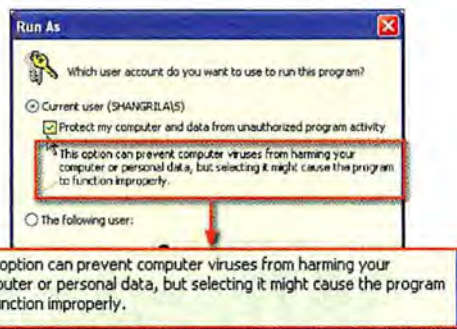 Run As
Which user account do you want to use to run this program?
Current user (SHANGRILA\S)
Protect my computer and data from unauthorized program activity
This option can prevent computer viruses from harming your
computer or personal data, but selecting it might cause the program
to function improperly.
The following user:
option can prevent computer viruses from harming your
puter or personal data, but selecting it might cause the program
nction improperly.